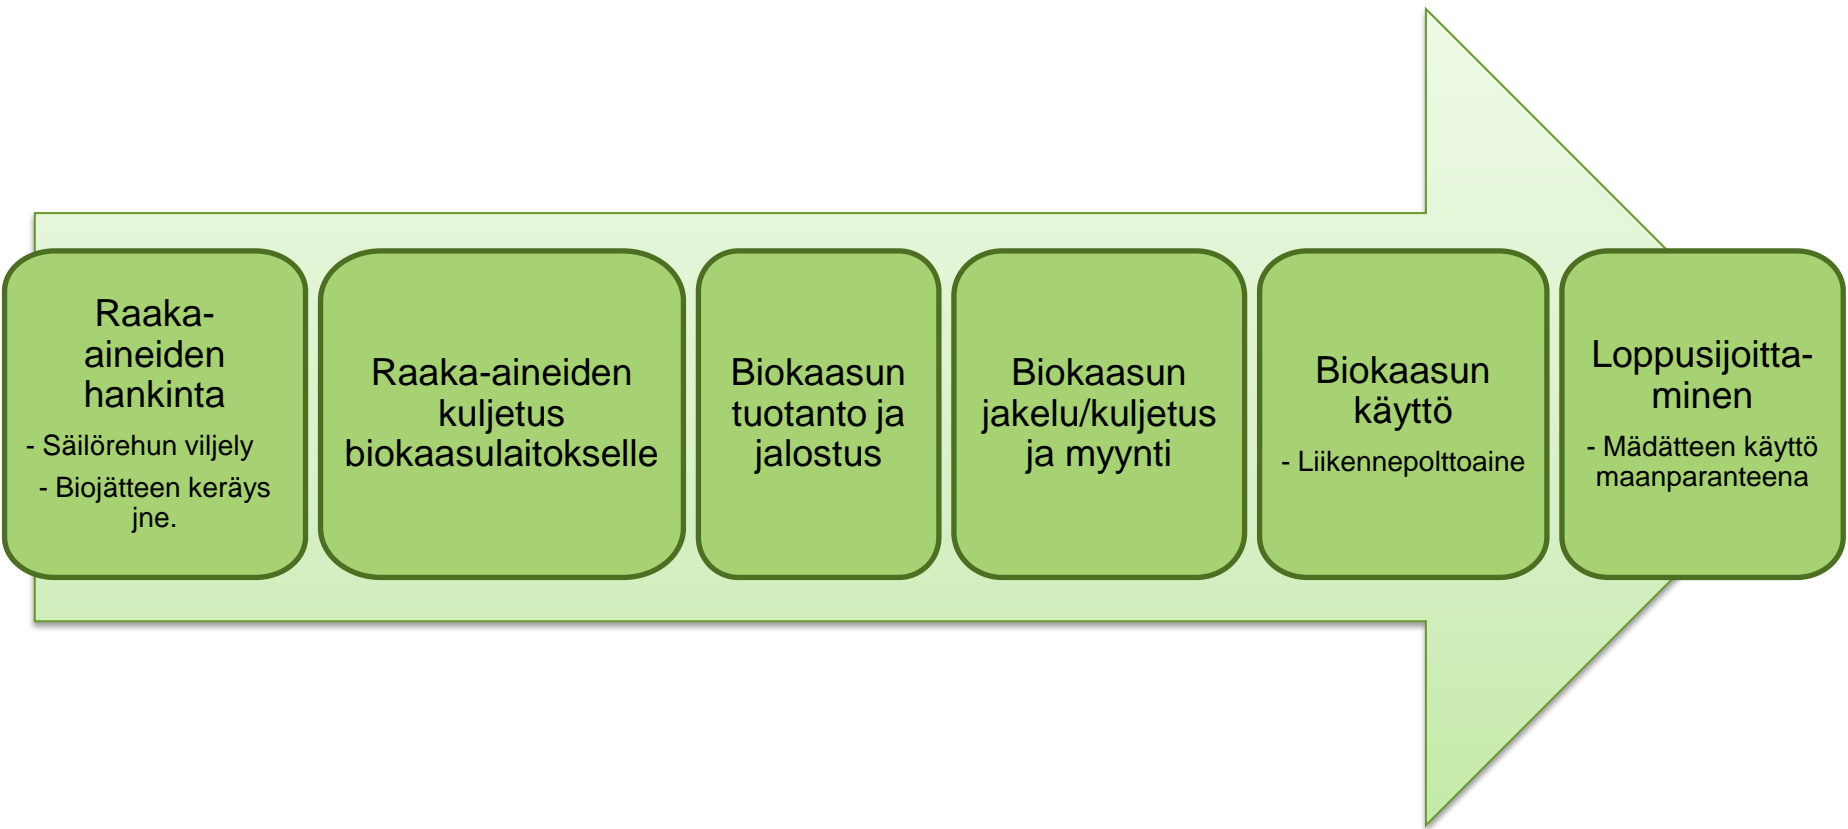 Raaka-
aineiden
hankinta
- Säilörehun viljely
- Biojätteen keräys
jne.
Raaka-aineiden
kuljetus
biokaasulaitokselle
Biokaasun
tuotanto ja
jalostus
Biokaasun
jakelu/kuljetus
ja myynti
Biokaasun
käyttö
- Liikennepolttoaine
Loppusijoitta-
minen
- Mädätteen käyttö
maanparanteena